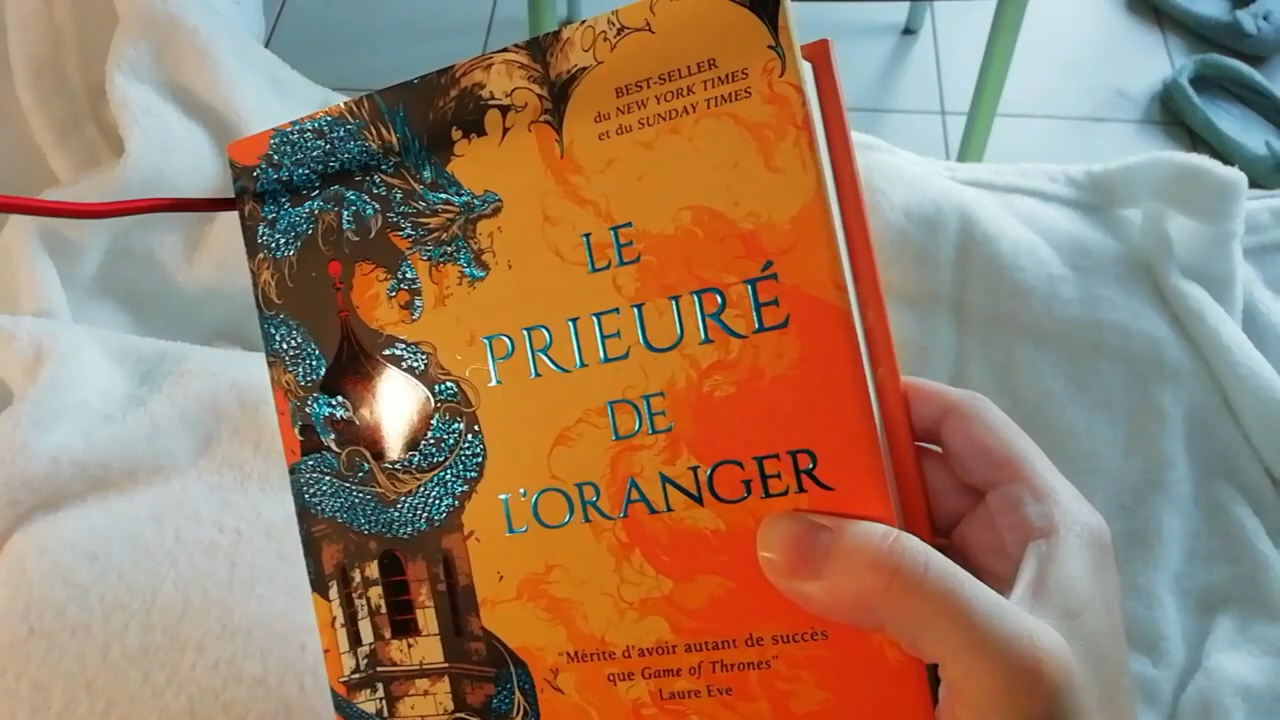 BEST-SELLER
du NEW YORK TIMES
et du SUNDAY TIMES
LE
PRIEURÉ
DE
L'ORANGER
"Mérite d'avoir autant de succès
que Game of Thrones"
Laure Eve